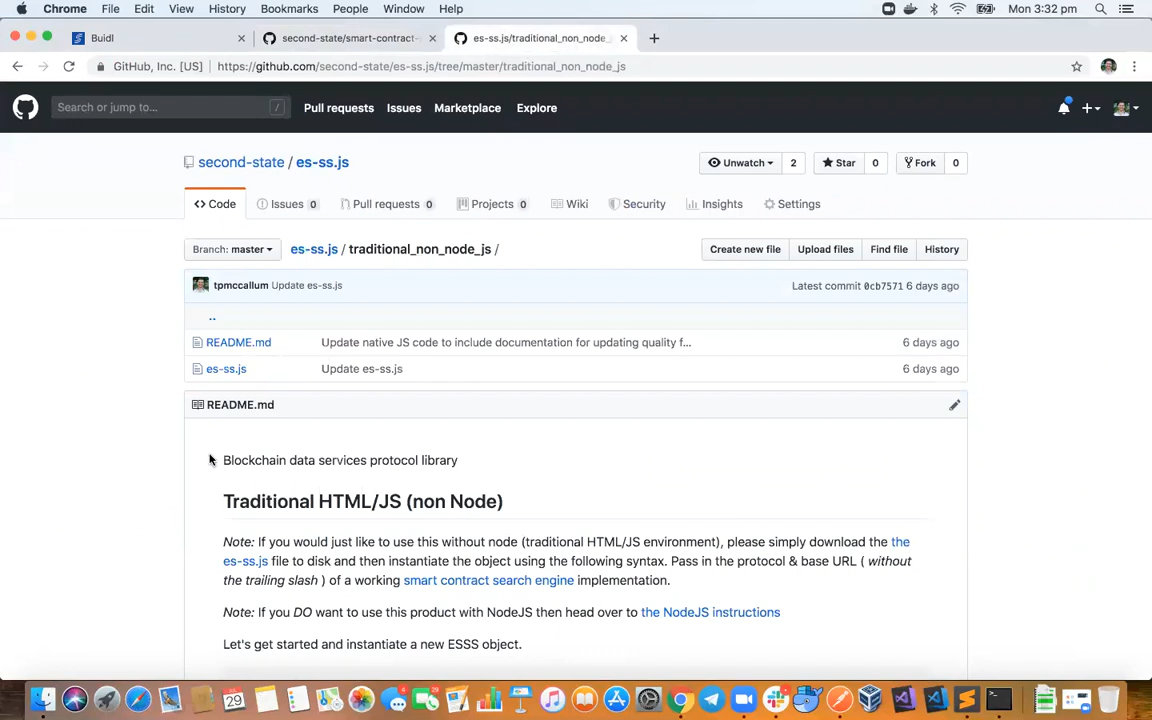 Chrome File Edit View History Bookmarks People Window Help Mon 3:32 pm
Buidl second-state/smart-contract- es-ss.js/traditional_non_node_
GitHub, Inc. [US] https://github.com/second-state/es-ss.js/tree/master/traditional_non_node_js
Search or jump to... / Pull requests Issues Marketplace Explore
second-state / es-ss.js Unwatch 2 Star 0 Fork 0
Code Issues 0 Pull requests 0 Projects 0 Wiki Security Insights Settings
Branch: master es-ss.js / traditional_non_node_js / Create new file Upload files Find file History
tpmccallum Update es-ss.js Latest commit 0cb7571 6 days ago
..
README.md Update native JS code to include documentation for updating quality f... 6 days ago
es-ss.js Update es-ss.js 6 days ago
README.md
Blockchain data services protocol library
Traditional HTML/JS (non Node)
Note: If you would just like to use this without node (traditional HTML/JS environment), please simply download the the
es-ss.js file to disk and then instantiate the object using the following syntax. Pass in the protocol & base URL ( without
the trailing slash ) of a working smart contract search engine implementation.
Note: If you DO want to use this product with NodeJS then head over to the NodeJS instructions
Let's get started and instantiate a new ESSS object.